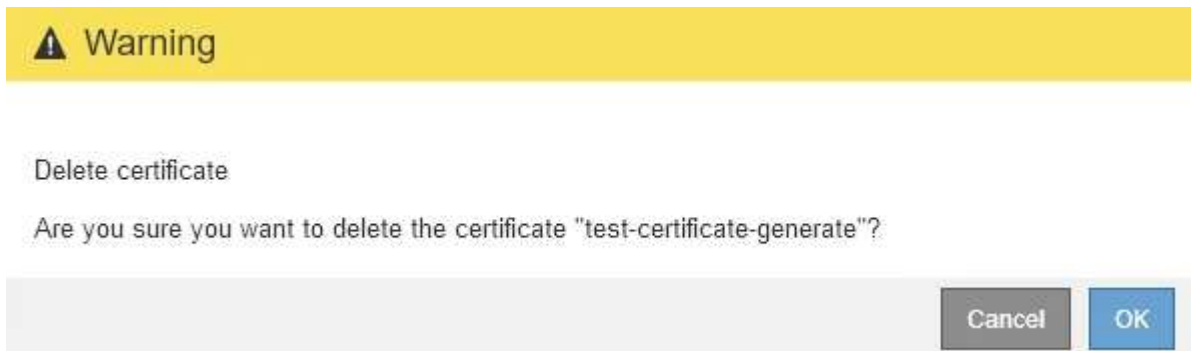 Warning
Delete certificate
Are you sure you want to delete the certificate "test-certificate-generate"?
Cancel OK